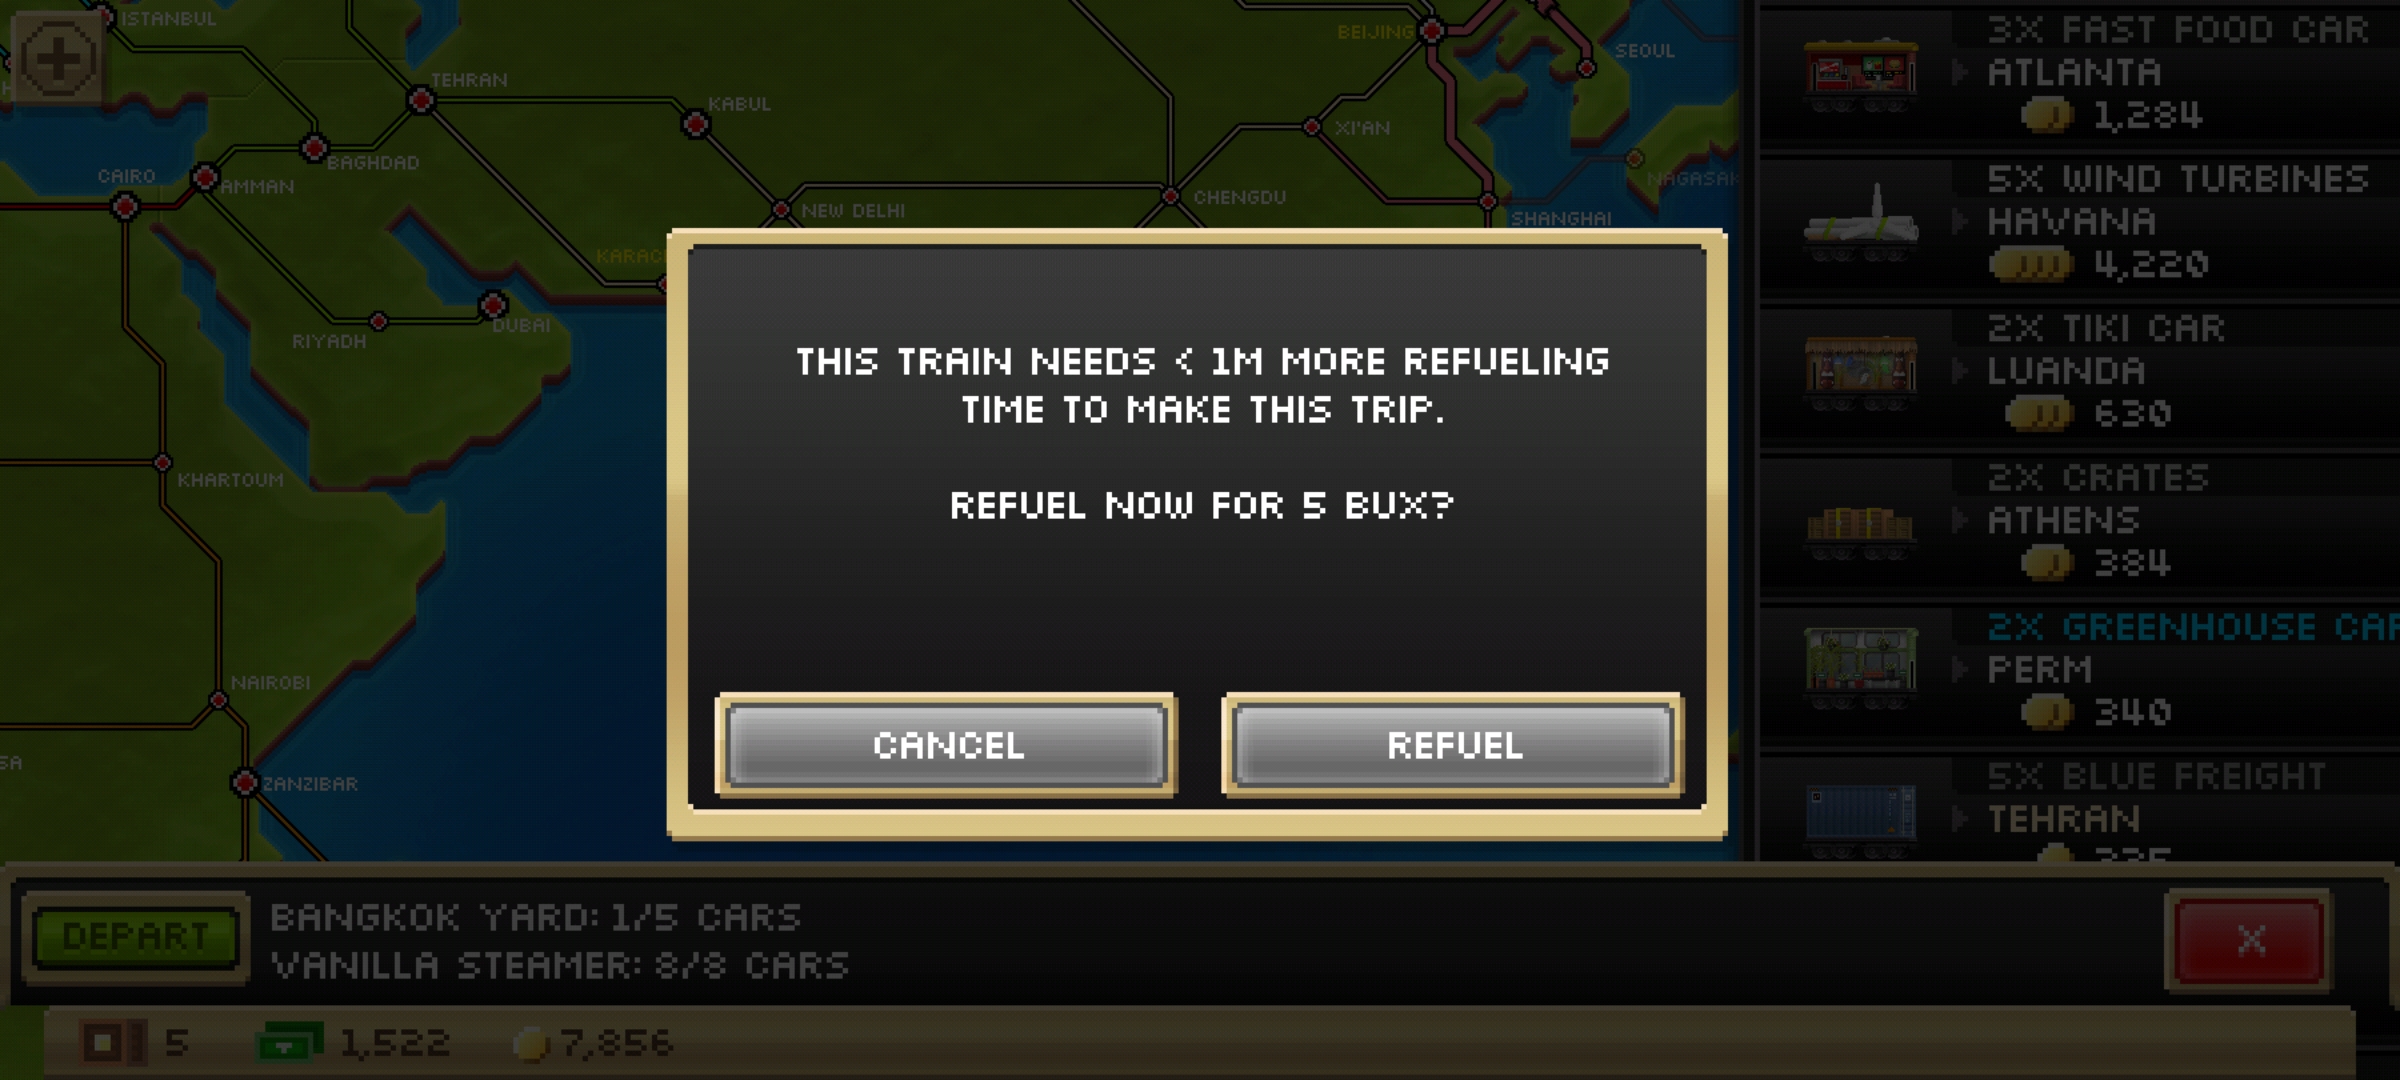 ISTANBUL
TEHRAN
KABUL
BAGHDAD
CAIRO
AMMAN
NEW DELHI
RIYADH
DUBAI
KHARTOUM
NAIROBI
ZANZIBAR
BEIJING
SEOUL
XI'AN
CHENGDU
SHANGHAI
THIS TRAIN NEEDS < 1M MORE REFUELING
TIME TO MAKE THIS TRIP.
REFUEL NOW FOR 5 BUX?
CANCEL
REFUEL
3X FAST FOOD CAR
ATLANTA
1,284
5X WIND TURBINES
HAVANA
4,220
2X TIKI CAR
LUANDA
630
2X CRATES
ATHENS
384
2X GREENHOUSE CAR
PERM
340
5X BLUE FREIGHT
TEHRAN
DEPART
BANGKOK YARD: 1/5 CARS
VANILLA STEAMER: 8/8 CARS
X
5
1,522
7,856